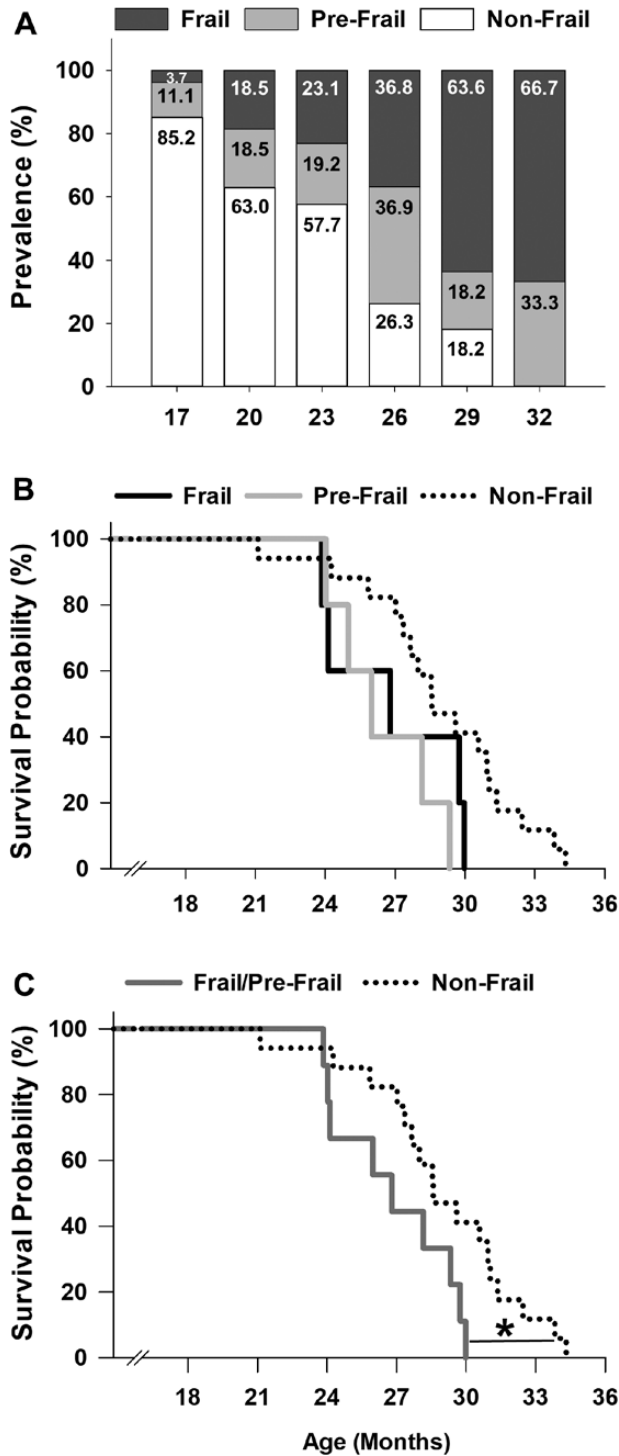 A
Frail Pre-Frail Non-Frail
Prevalence (%)
100
80
60
40
20
0
3.7 18.5 23.1 36.8 63.6 66.7
11.1 18.5 19.2 36.9 18.2 33.3
85.2 63.0 57.7 26.3 18.2
17 20 23 26 29 32
B
Frail Pre-Frail Non-Frail
Survival Probability (%)
100
80
60
40
20
0
18 21 24 27 30 33 36
C
Frail/Pre-Frail Non-Frail
Survival Probability (%)
100
80
60
40
20
0
*
18 21 24 27 30 33 36
Age (Months)